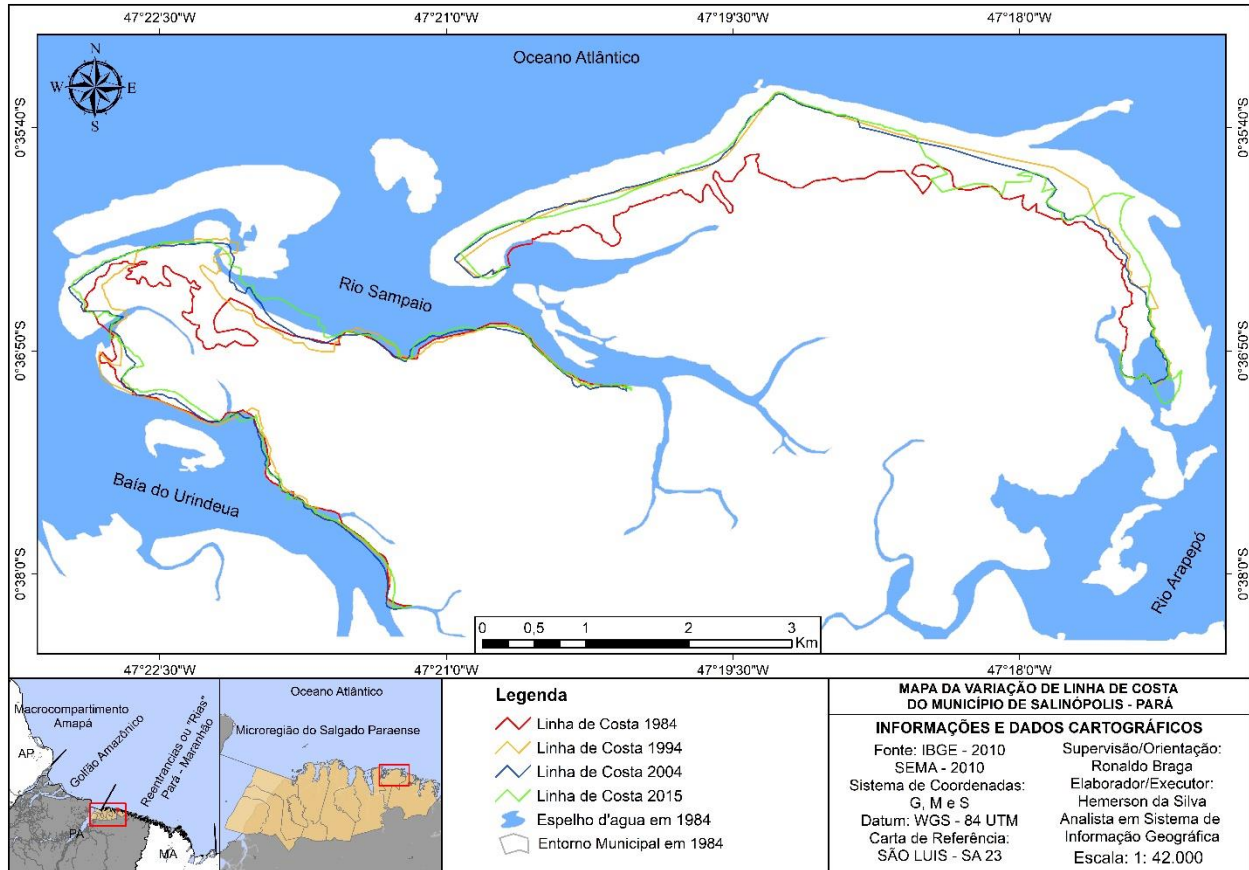 47°22'30"W 47°21'0"W 47°19'30"W 47°18'0"W
Oceano Atlântico
N
W E
S
0°35'40"S 0°35'40"S
Rio Sampaio
0°36'50"S 0°36'50"S
Baía do Urindeua
0°38'0"S 0°38'0"S
Rio Arapepó
0 0,5 1 2 3
Km
47°22'30"W 47°21'0"W 47°19'30"W 47°18'0"W
Macrocompartimento
Amapá
AP
Golfão Amazônico
Reentrancias ou "Rias"
Pará - Maranhão
PA
MA
Oceano Atlântico
Microregião do Salgado Paraense
Legenda
Linha de Costa 1984
Linha de Costa 1994
Linha de Costa 2004
Linha de Costa 2015
Espelho d'agua em 1984
Entorno Municipal em 1984
MAPA DA VARIAÇÃO DE LINHA DE COSTA
DO MUNICÍPIO DE SALINÓPOLIS - PARÁ
INFORMAÇÕES E DADOS CARTOGRÁFICOS
Fonte: IBGE - 2010
SEMA - 2010
Sistema de Coordenadas:
G, M e S
Datum: WGS - 84 UTM
Carta de Referência:
SÃO LUIS - SA 23
Supervisão/Orientação:
Ronaldo Braga
Elaborador/Executor:
Hemerson da Silva
Analista em Sistema de
Informação Geográfica
Escala: 1: 42.000